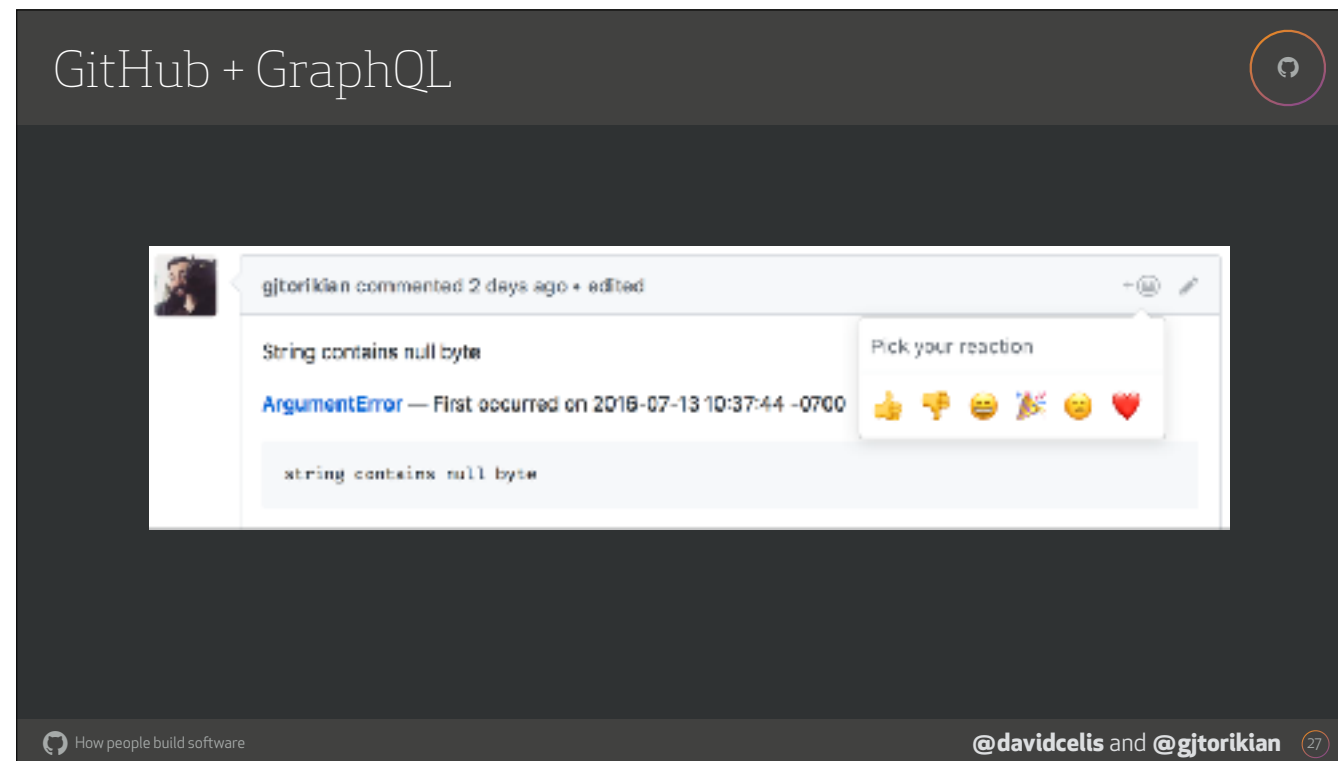 GitHub + GraphQL
gjtorikian commented 2 days ago • edited
String contains null byte
Pick your reaction
ArgumentError — First occurred on 2016-07-13 10:37:44 -0700
string contains null byte
How people build software
@davidcelis and @gjtorikian 27